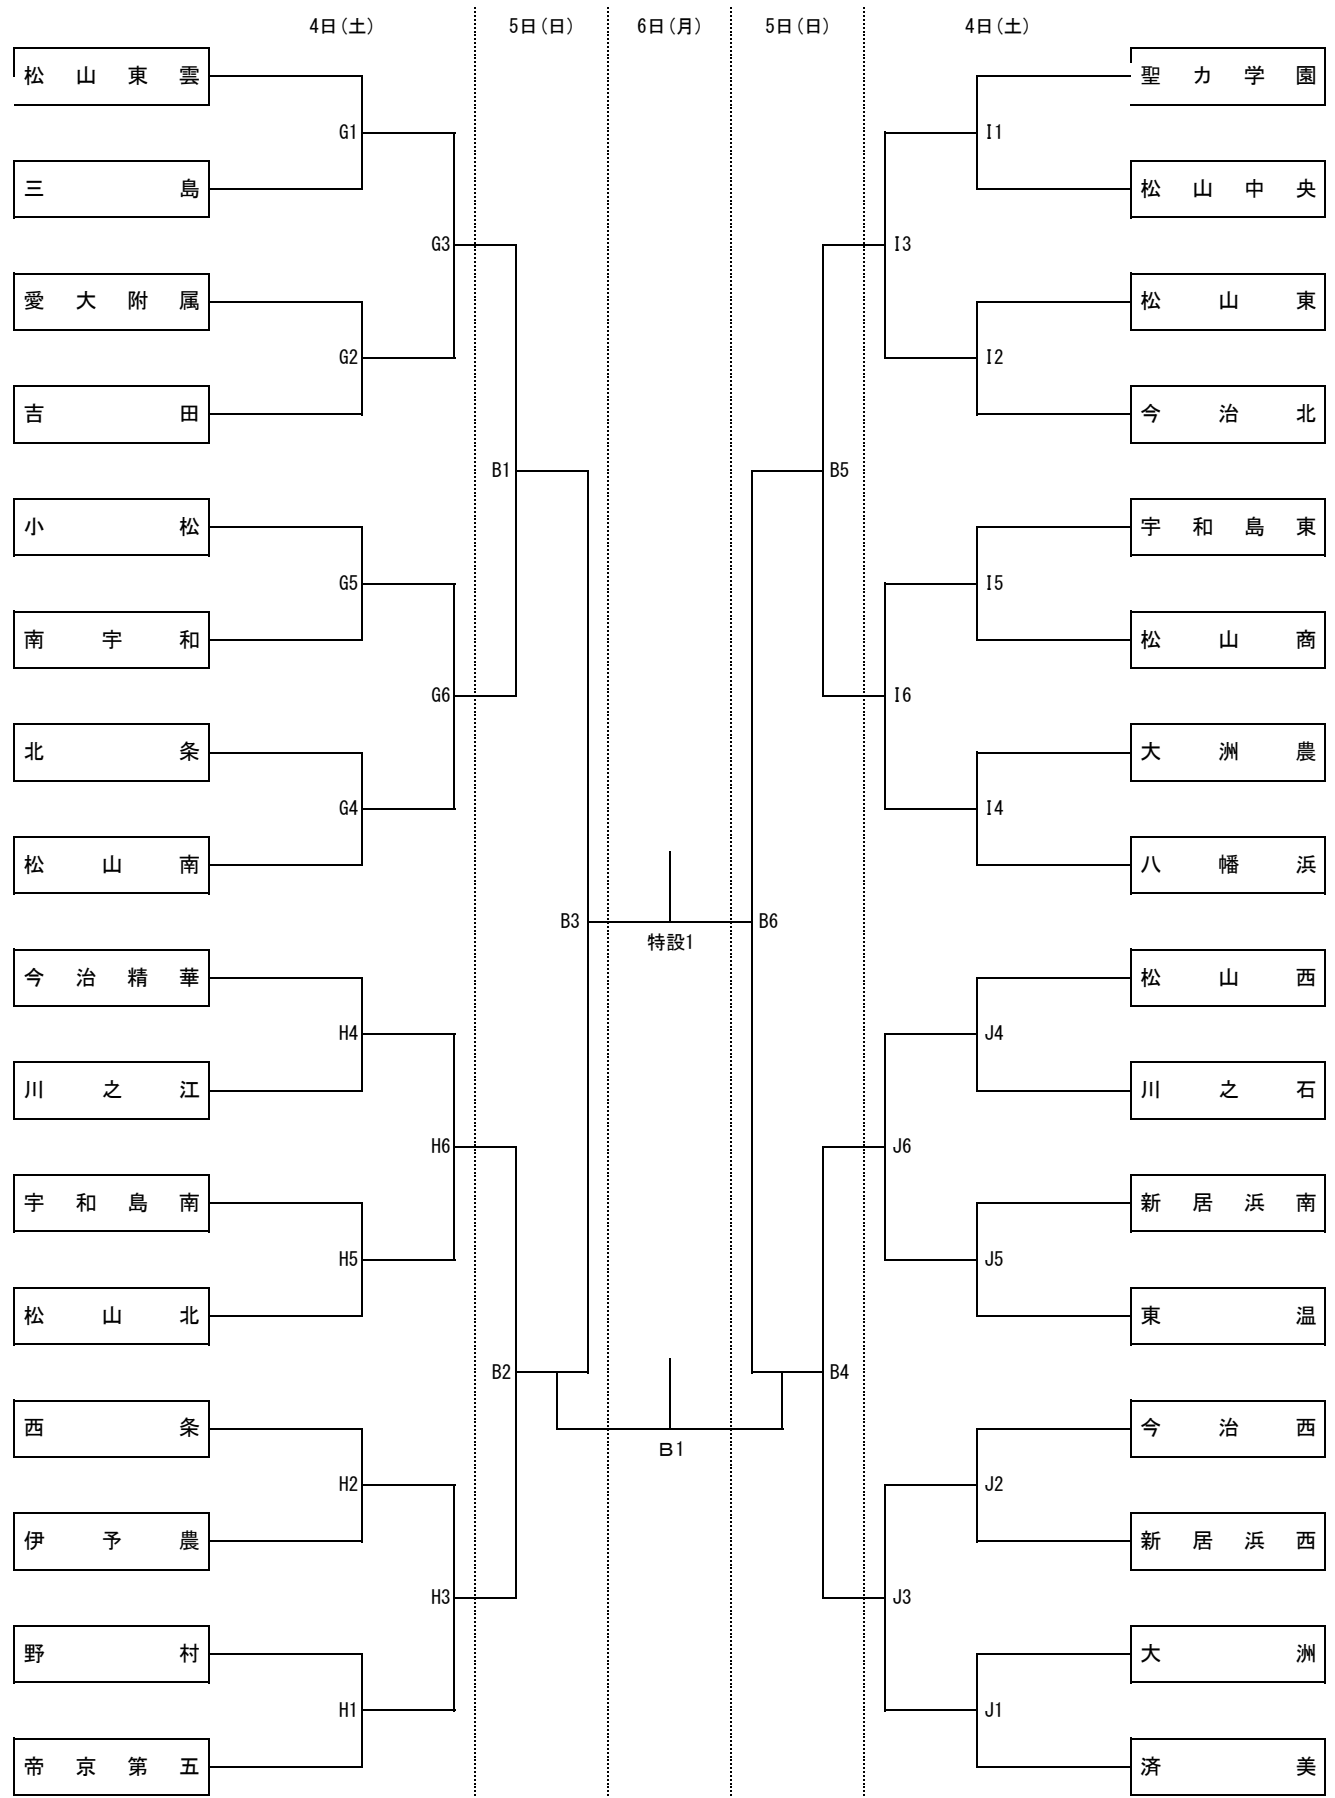 4日（土） 5日（日） 6日（月） 5日（日） 4日（土）
松山東雲 聖カ学園
G1 I1
三島 松山中央
G3 I3
愛大附属 松山東
G2 I2
吉田 今治北
B1 B5
小松 宇和島東
G5 I5
南宇和 松山商
G6 I6
北条 大洲農
G4 I4
松山南 八幡浜
B3 B6
特設1
今治精華 松山西
H4 J4
川之江 川之石
H6 J6
宇和島南 新居浜南
H5 J5
松山北 東温
B2 B4
西条 今治西
B1
H2 J2
伊予農 新居浜西
H3 J3
野村 大洲
H1 J1
帝京第五 済美